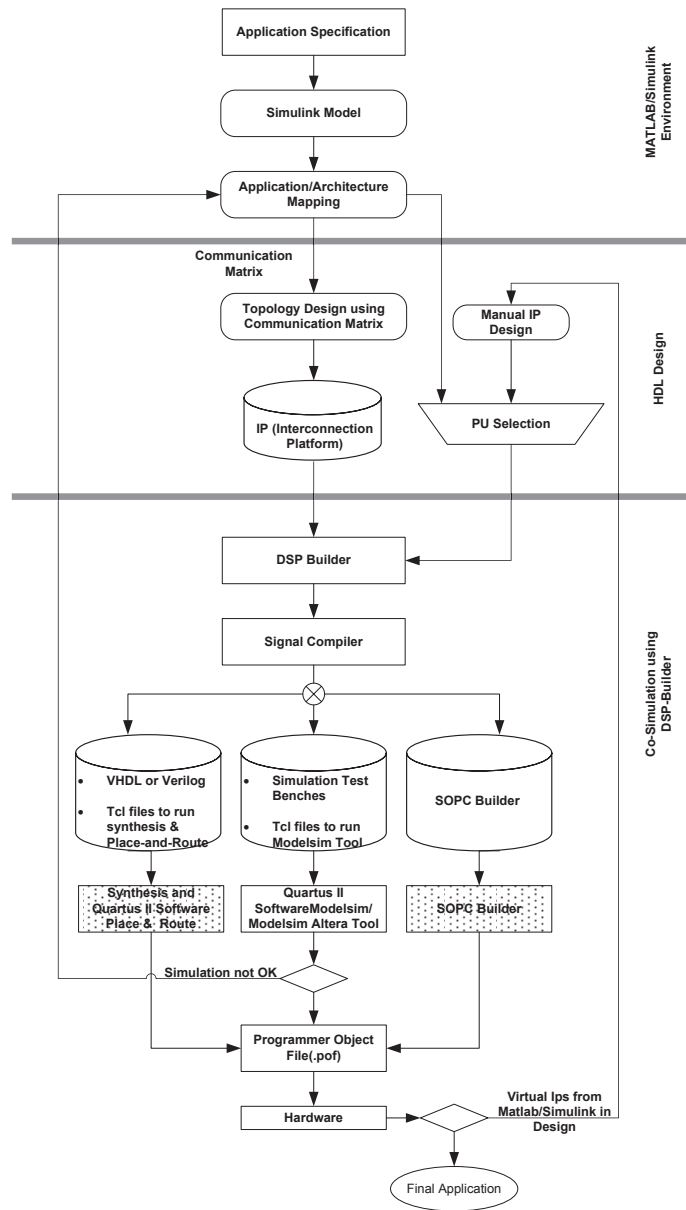 Application Specification
Simulink Model
Application/Architecture
Mapping
MATLAB/Simulink
Environment
Communication
Matrix
Topology Design using
Communication Matrix
Manual IP
Design
IP (Interconnection
Platform)
PU Selection
HDL Design
DSP Builder
Signal Compiler
Co-Simulation using
DSP-Builder
• VHDL or Verilog
• Tcl files to run
synthesis &
Place-and-Route
• Simulation Test
Benches
• Tcl files to run
Modelsim Tool
SOPC Builder
Synthesis and
Quartus II Software
Place & Route
Quartus II
SoftwareModelsim/
Modelsim Altera Tool
SOPC Builder
Simulation not OK
Programmer Object
File(.pof)
Hardware
Virtual Ips from
Matlab/Simulink in
Design
Final Application